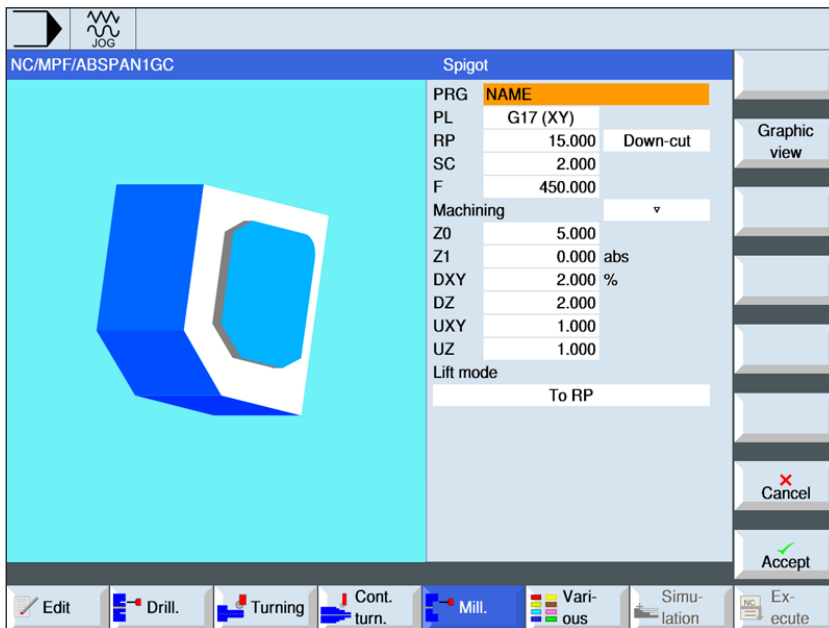 JOG
NC/MPF/ABSPAN1GC
Spigot
PRG NAME
PL G17 (XY)
RP 15.000 Down-cut
SC 2.000
F 450.000
Machining ▿
Z0 5.000
Z1 0.000 abs
DXY 2.000 %
DZ 2.000
UXY 1.000
UZ 1.000
Lift mode
To RP
Graphic
view
Cancel
Accept
Edit
Drill.
Turning
Cont.
turn.
Mill.
Vari-
ous
Simu-
lation
NC
Ex-
ecute